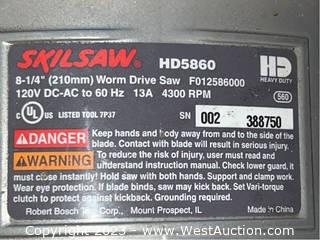 SKILSAW® HD5860
8-1/4" (210mm) Worm Drive Saw F012586000
HD
HEAVY DUTY
120V DC-AC to 60 Hz 13A 4300 RPM
560
C UL US LISTED TOOL 7P37
SN 002 388750
DANGER
WARNING
Keep hands and body away from and to the side of the
blade. Contact with blade will result in serious injury.
To reduce the risk of injury, user must read and
understand instruction manual. Check lower guard, it
must close instantly! Hold saw with both hands. Support and clamp work.
Wear eye protection. If blade binds, saw may kick back. Set Vari-torque
clutch to protect against kickback. Grounding required.
Robert Bosch Tool Corp., Mount Prospect, IL Made in China
Copyright 2023 - WestAuction.com